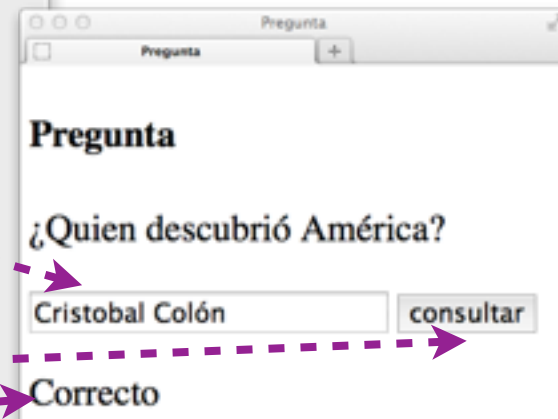 Pregunta
Pregunta
+
Pregunta
¿Quien descubrió América?
Cristobal Colón consultar
Correcto